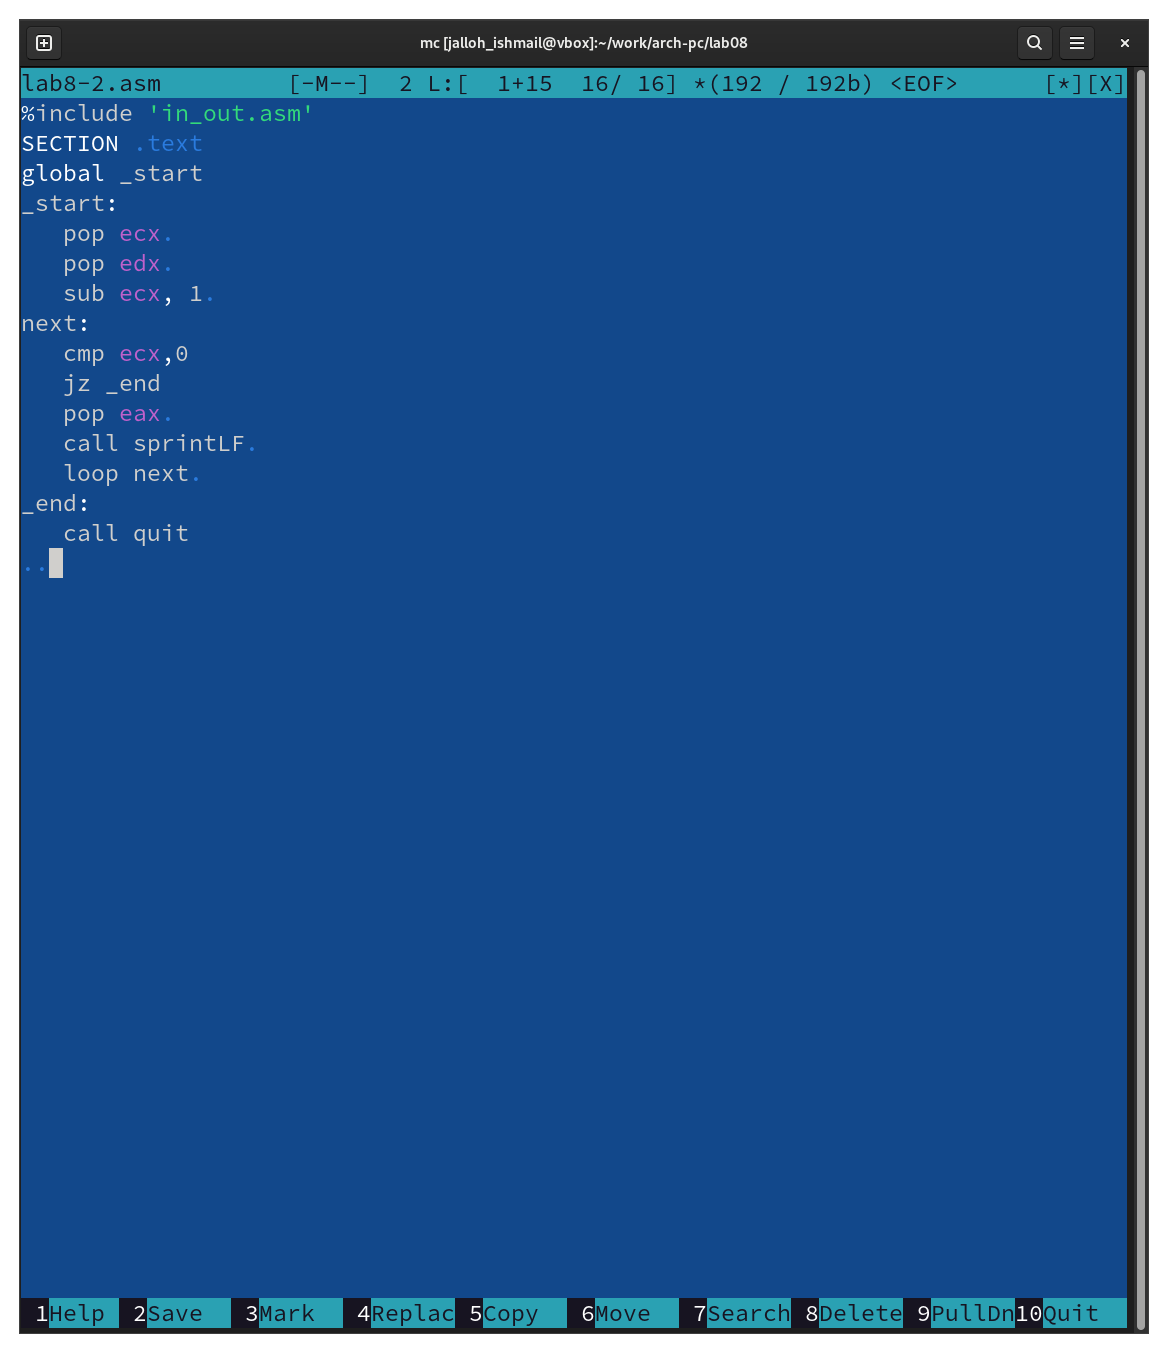 mc [jalloh_ishmail@vbox]:~/work/arch-pc/lab08
lab8-2.asm [-M--] 2 L:[ 1+15 16/ 16] *(192 / 192b) <EOF> [*][X]
%include 'in_out.asm'
SECTION .text
global _start
_start:
   pop ecx.
   pop edx.
   sub ecx, 1.
next:
   cmp ecx,0
   jz _end
   pop eax.
   call sprintLF.
   loop next.
_end:
   call quit
..
1Help 2Save 3Mark 4Replac 5Copy 6Move 7Search 8Delete 9PullDn 10Quit